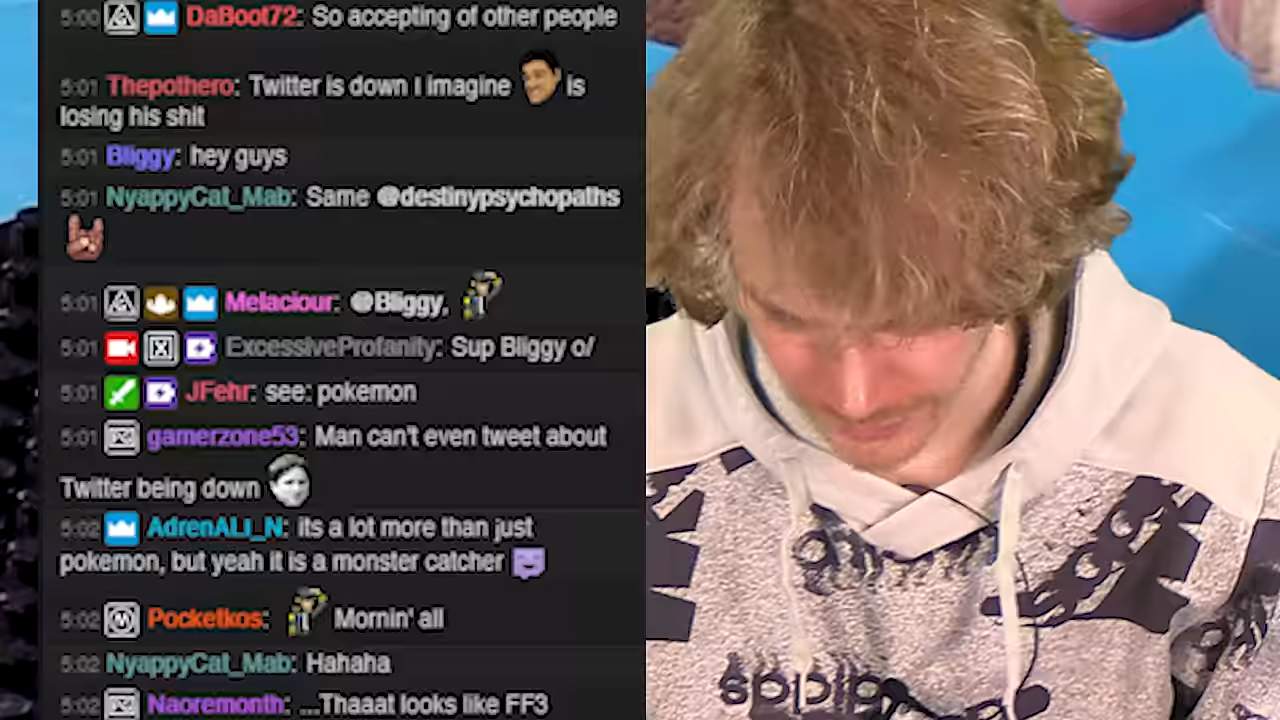 5:00 DaBoot72: So accepting of other people
5:01 Thepothero: Twitter is down I imagine is
losing his shit
5:01 Bliggy: hey guys
5:01 NyappyCat_Mab: Same @destinypsychopaths
5:01 Melaciour: @Bliggy,
5:01 ExcessiveProfanity: Sup Bliggy o/
5:01 JFehr: see: pokemon
5:01 gamerzone53: Man can't even tweet about
Twitter being down
5:02 AdrenALI_N: its a lot more than just
pokemon, but yeah it is a monster catcher
5:02 Pocketkos: Mornin' all
5:02 NyappyCat_Mab: Hahaha
5:02 Naoremonth: ...Thaaat looks like FF3